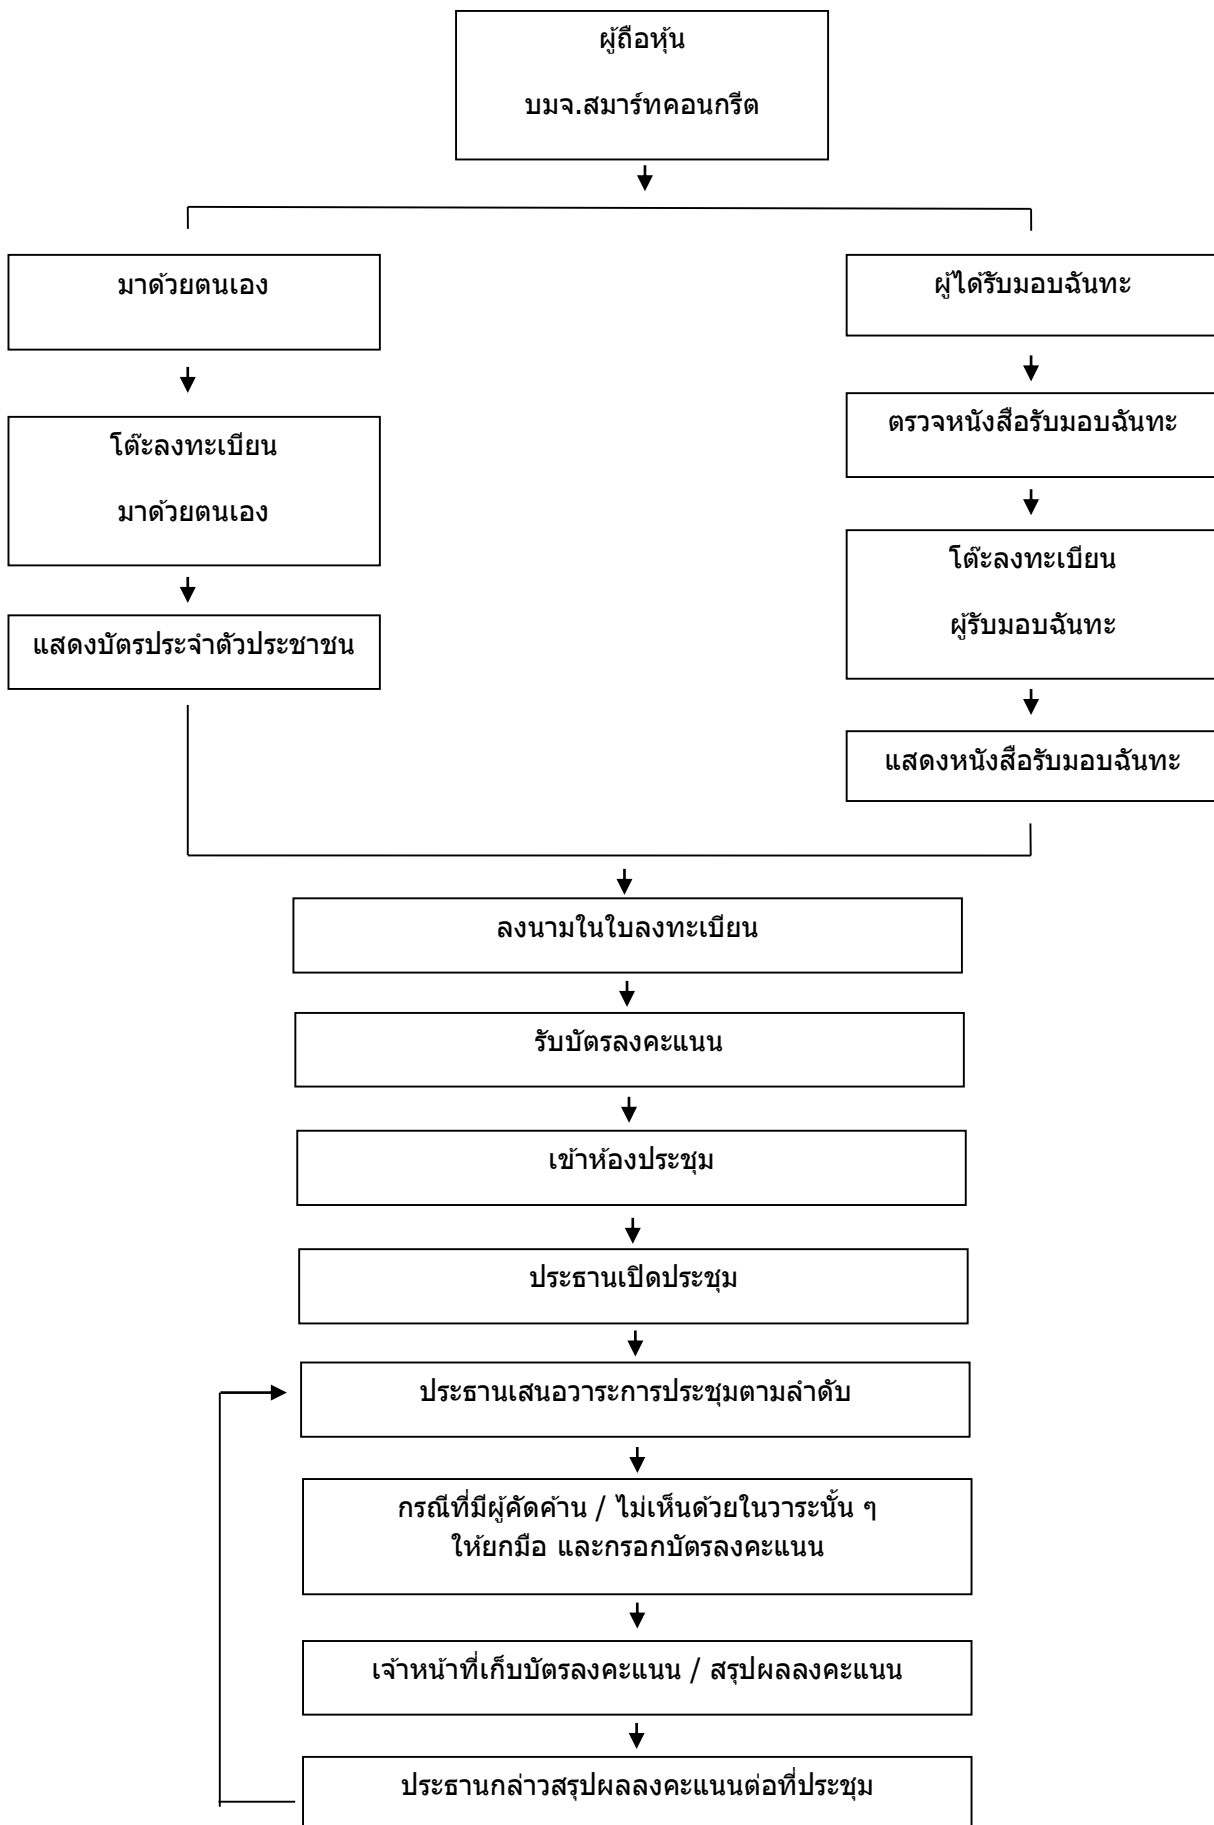 ผู้ถือหุ้น
บมจ.สมาร์ทคอนกรีต
มาด้วยตนเอง
โต๊ะลงทะเบียน
มาด้วยตนเอง
แสดงบัตรประจำตัวประชาชน
ผู้ได้รับมอบฉันทะ
ตรวจหนังสือรับมอบฉันทะ
โต๊ะลงทะเบียน
ผู้รับมอบฉันทะ
แสดงหนังสือรับมอบฉันทะ
ลงนามในใบลงทะเบียน
รับบัตรลงคะแนน
เข้าห้องประชุม
ประธานเปิดประชุม
ประธานเสนอวาระการประชุมตามลำดับ
กรณีที่มีผู้คัดค้าน / ไม่เห็นด้วยในวาระนั้น ๆ
ให้ยกมือ และกรอกบัตรลงคะแนน
เจ้าหน้าที่เก็บบัตรลงคะแนน / สรุปผลลงคะแนน
ประธานกล่าวสรุปผลลงคะแนนต่อที่ประชุม